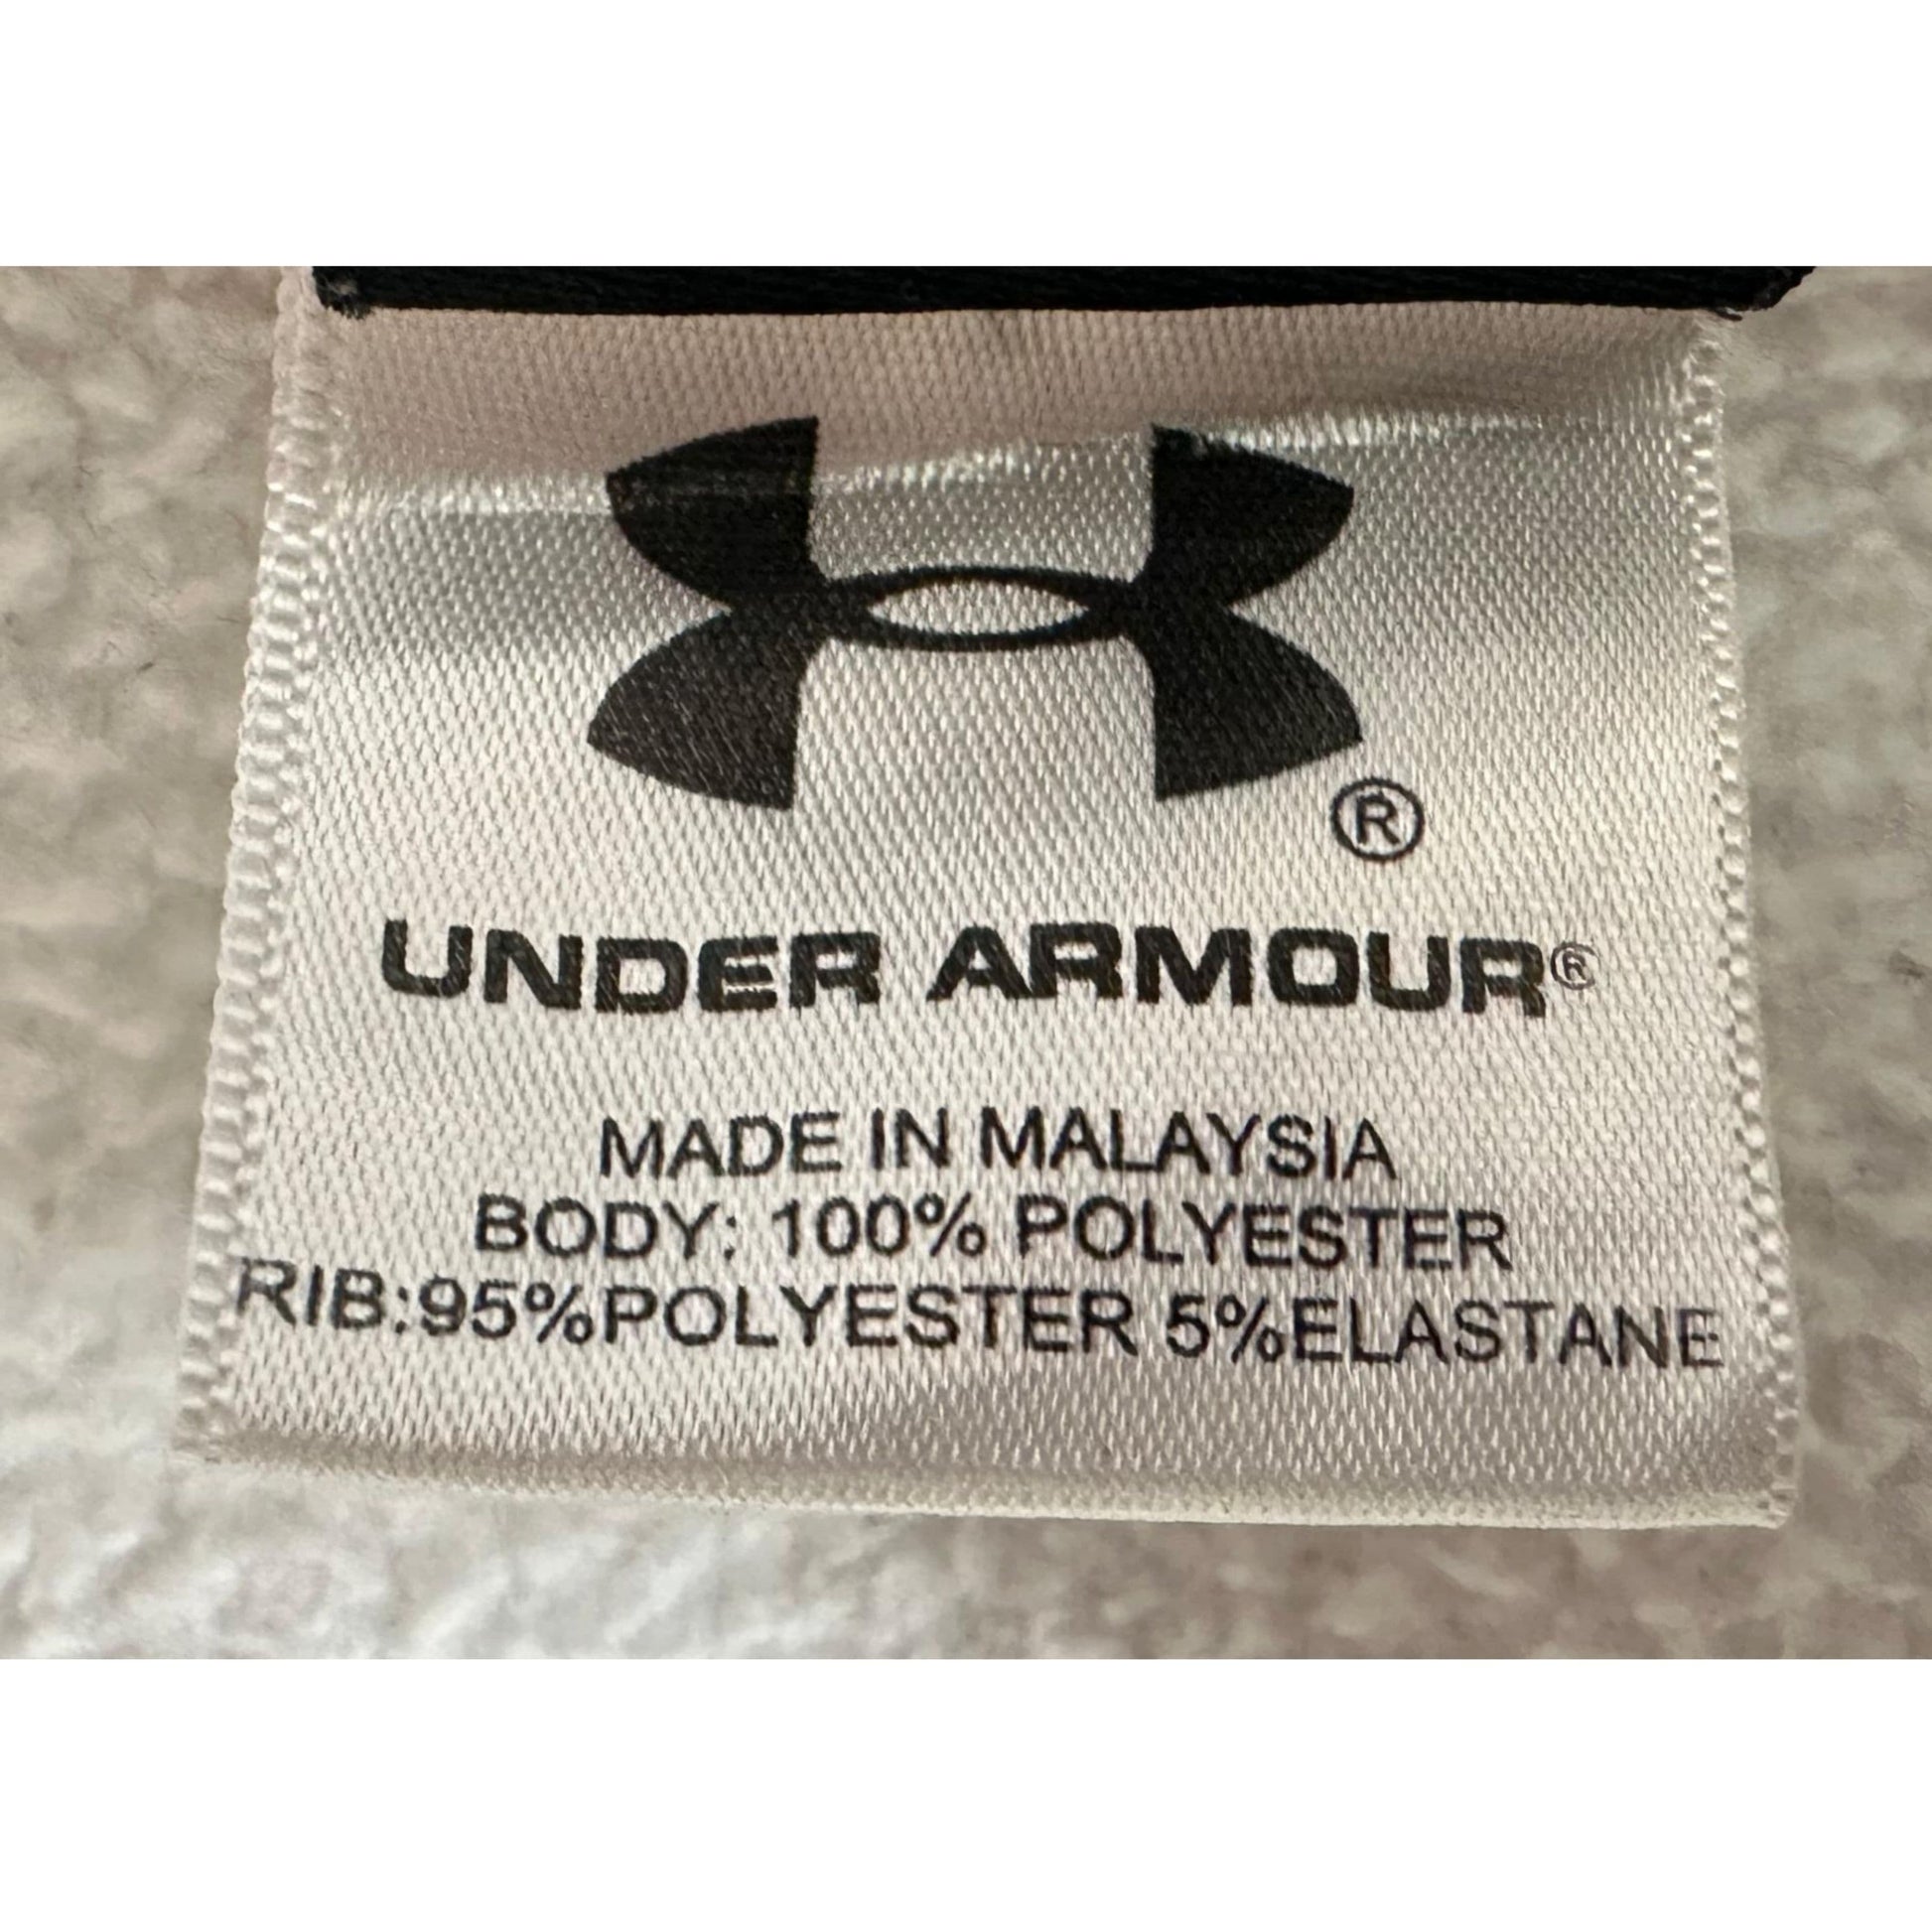 ®
UNDER ARMOUR®
MADE IN MALAYSIA
BODY: 100% POLYESTER
RIB:95%POLYESTER 5%ELASTANE